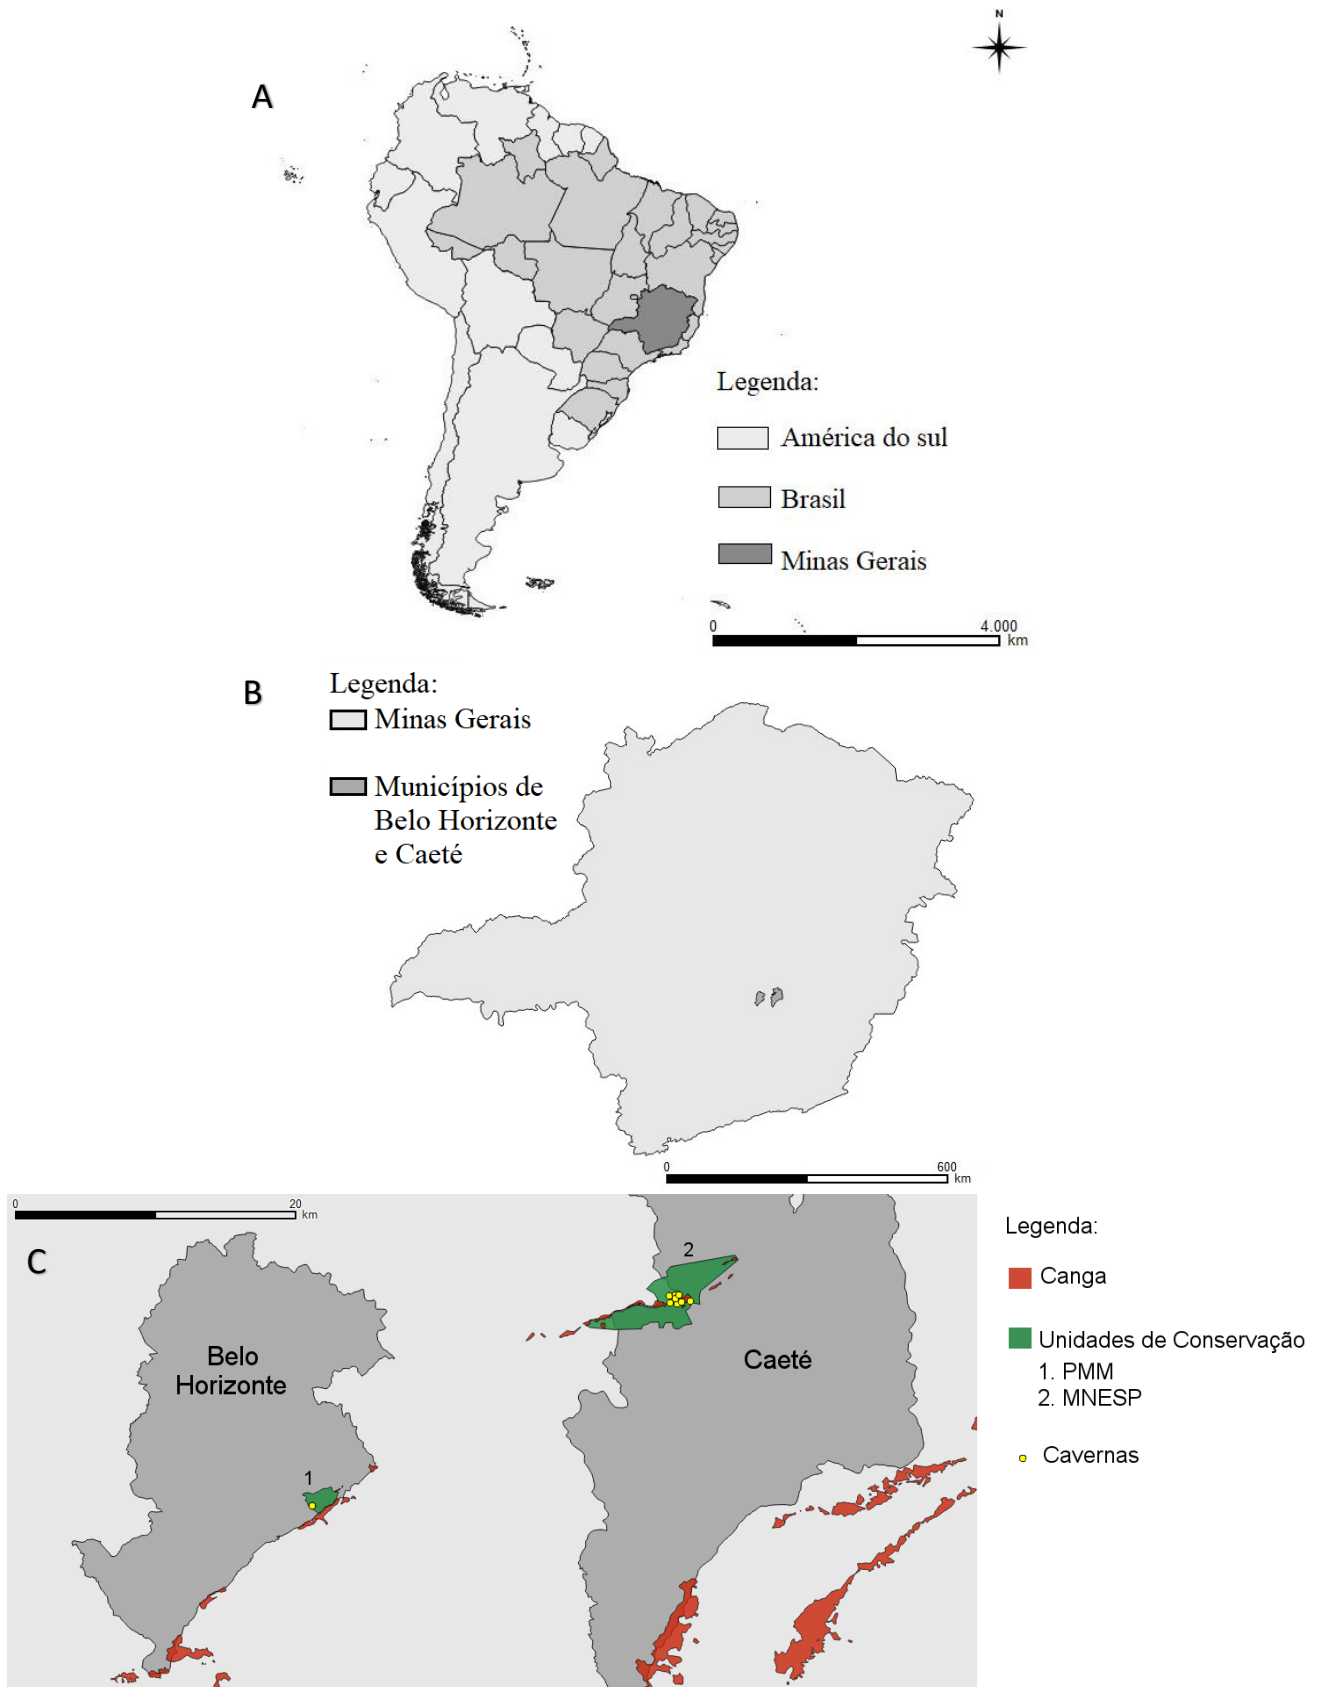 N
A
Legenda:
América do sul
Brasil
Minas Gerais
0 4.000
km
B
Legenda:
Minas Gerais
Municípios de
Belo Horizonte
e Caeté
0 600
km
0 20
km
C
Belo
Horizonte
1
2
Caeté
Legenda:
Canga
Unidades de Conservação
1. PMM
2. MNESP
Cavernas